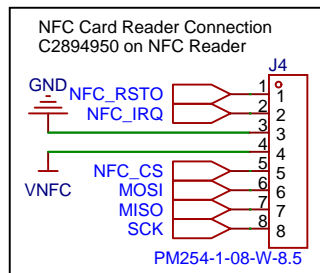 NFC Card Reader Connection
C2894950 on NFC Reader
J4
GND
NFC_RSTO 1 1
NFC_IRQ 2 2
3 3
4 4
VNFC
NFC_CS 5 5
MOSI 6 6
MISO 7 7
SCK 8 8
PM254-1-08-W-8.5